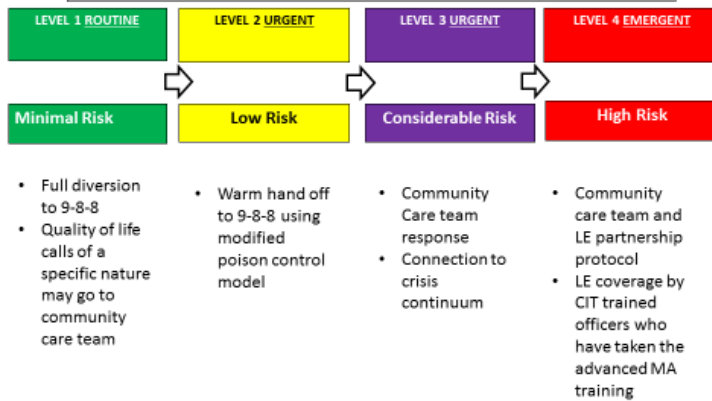 LEVEL 1 ROUTINE
LEVEL 2 URGENT
LEVEL 3 URGENT
LEVEL 4 EMERGENT
Minimal Risk
Low Risk
Considerable Risk
High Risk
• Full diversion
to 9-8-8
• Quality of life
calls of a
specific nature
may go to
community
care team
• Warm hand off
to 9-8-8 using
modified
poison control
model
• Community
Care team
response
• Connection to
crisis
continuum
• Community
care team and
LE partnership
protocol
• LE coverage by
CIT trained
officers who
have taken the
advanced MA
training